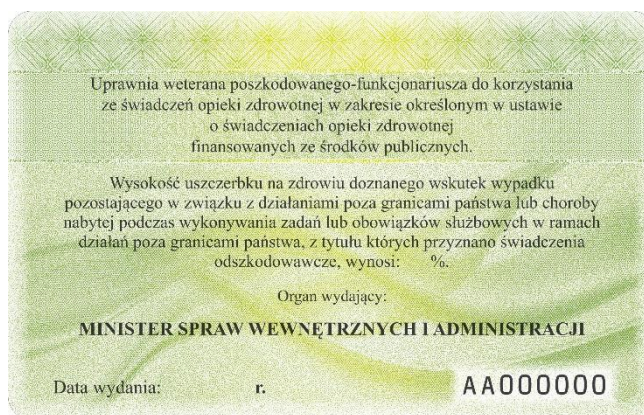 Uprawnia weterana poszkodowanego-funkcjonariusza do korzystania
ze świadczeń opieki zdrowotnej w zakresie określonym w ustawie
o świadczeniach opieki zdrowotnej
finansowanych ze środków publicznych.
Wysokość uszczerbku na zdrowiu doznanego wskutek wypadku
pozostającego w związku z działaniami poza granicami państwa lub choroby
nabytej podczas wykonywania zadań lub obowiązków służbowych w ramach
działań poza granicami państwa, z tytułu których przyznano świadczenia
odszkodowawcze, wynosi: %.
Organ wydający:
MINISTER SPRAW WEWNĘTRZNYCH I ADMINISTRACJI
Data wydania: r. AA000000